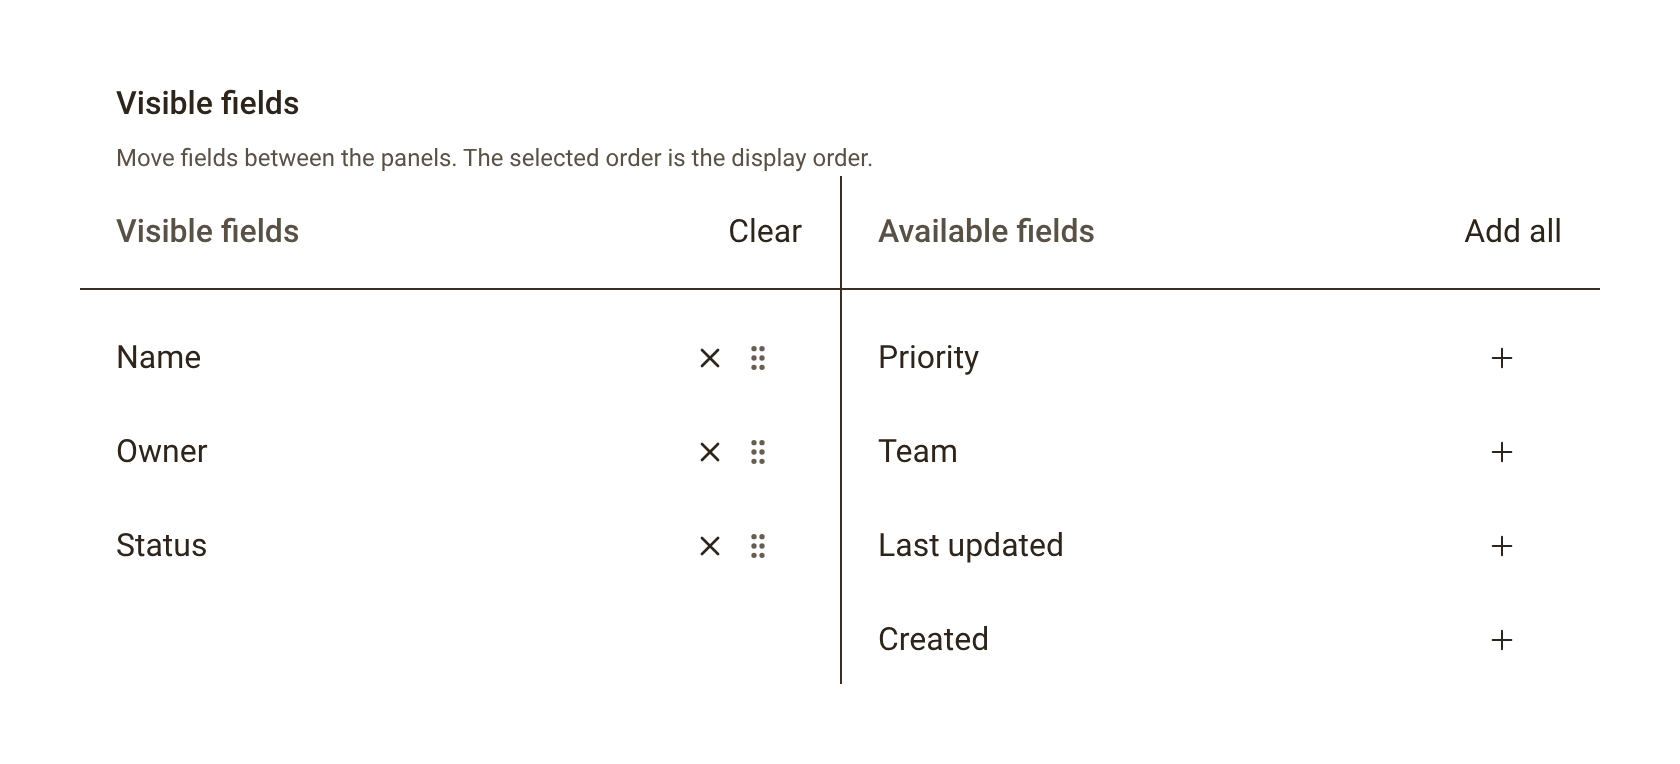 Visible fields
Move fields between the panels. The selected order is the display order.
Visible fields
Clear
Available fields
Add all
Name
Priority
Owner
Team
Status
Last updated
Created